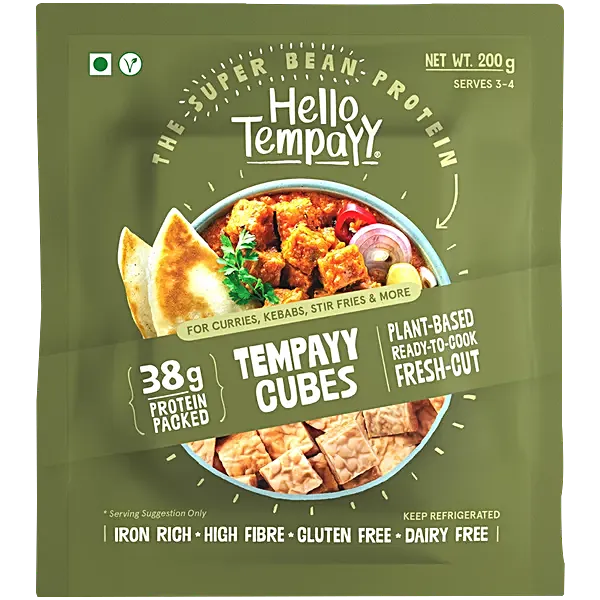 THE SUPER BEAN PROTEIN
NET WT. 200g
SERVES 3-4
Hello
Tempayy®
FOR CURRIES, KEBABS, STIR FRIES & MORE
38g
PROTEIN
PACKED
TEMPAYY
CUBES
PLANT-BASED
READY-TO-COOK
FRESH-CUT
* Serving Suggestion Only
KEEP REFRIGERATED
IRON RICH * HIGH FIBRE * GLUTEN FREE * DAIRY FREE